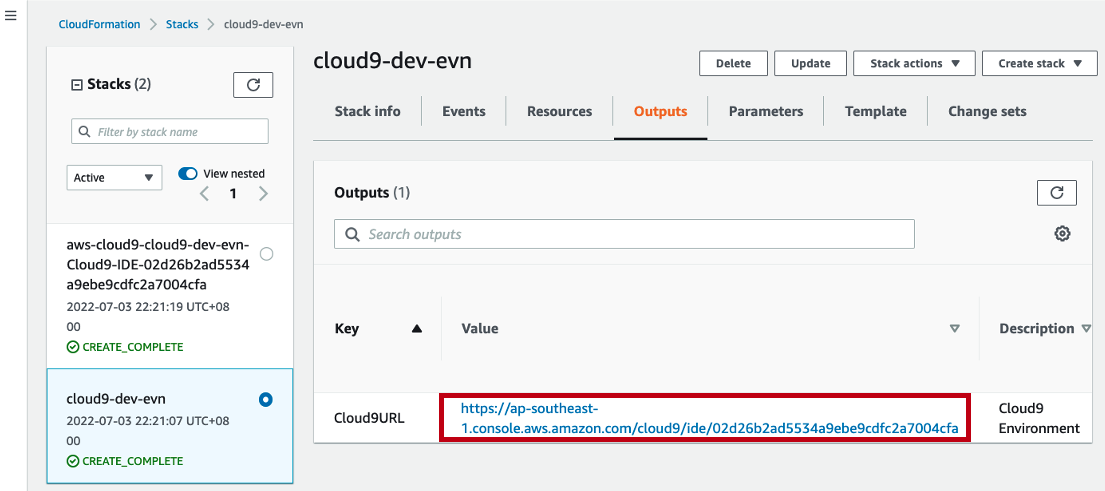 CloudFormation
Stacks
cloud9-dev-evn
Stacks (2)
Filter by stack name
Active
View nested
1
aws-cloud9-cloud9-dev-evn-
Cloud9-IDE-02d26b2ad5534
a9ebe9cdfc2a7004cfa
2022-07-03 22:21:19 UTC+08
00
CREATE_COMPLETE
cloud9-dev-evn
2022-07-03 22:21:07 UTC+08
00
CREATE_COMPLETE
cloud9-dev-evn
Delete
Update
Stack actions
Create stack
Stack info
Events
Resources
Outputs
Parameters
Template
Change sets
Outputs (1)
Search outputs
Key
Value
Description
Cloud9URL
https://ap-southeast-
1.console.aws.amazon.com/cloud9/ide/02d26b2ad5534a9ebe9cdfc2a7004cfa
Cloud9
Environment